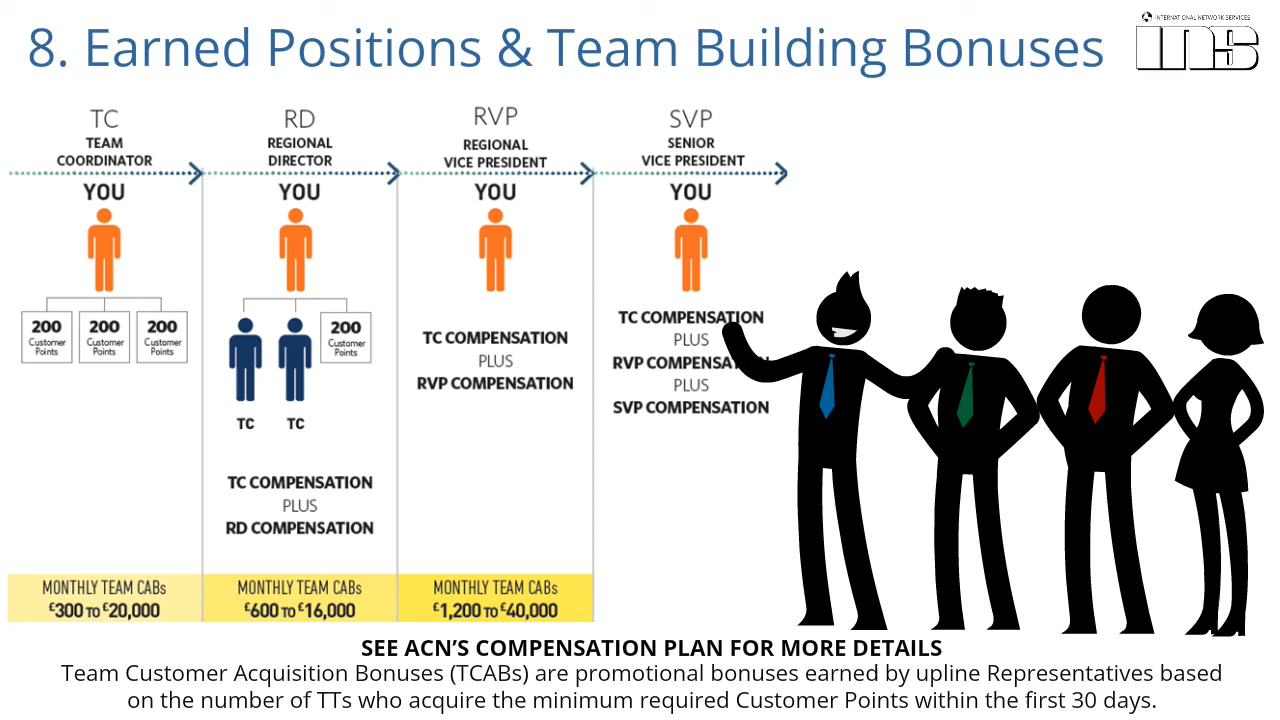 8. Earned Positions & Team Building Bonuses
INTERNATIONAL NETWORK SERVICES
INS
TC
TEAM
COORDINATOR
YOU
200
Customer
Points
200
Customer
Points
200
Customer
Points
MONTHLY TEAM CABs
£300 TO £20,000
RD
REGIONAL
DIRECTOR
YOU
200
Customer
Points
TC TC
TC COMPENSATION
PLUS
RD COMPENSATION
MONTHLY TEAM CABs
£600 TO £16,000
RVP
REGIONAL
VICE PRESIDENT
YOU
TC COMPENSATION
PLUS
RVP COMPENSATION
MONTHLY TEAM CABs
£1,200 TO £40,000
SVP
SENIOR
VICE PRESIDENT
YOU
TC COMPENSATION
PLUS
RVP COMPENSA
PLUS
SVP COMPENSATION
SEE ACN’S COMPENSATION PLAN FOR MORE DETAILS
Team Customer Acquisition Bonuses (TCABs) are promotional bonuses earned by upline Representatives based
on the number of TTs who acquire the minimum required Customer Points within the first 30 days.